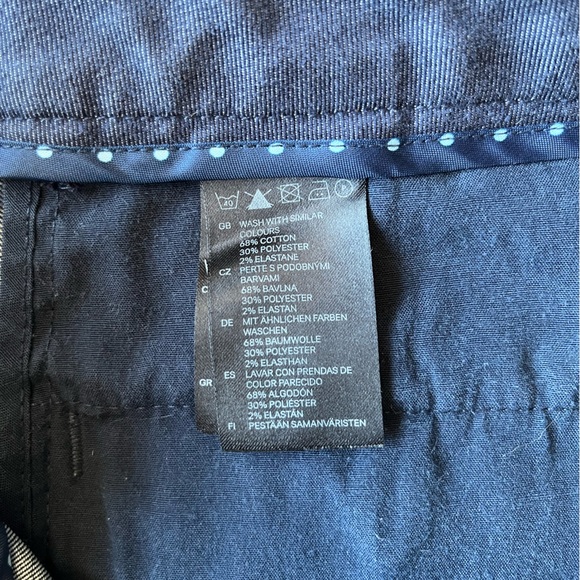 40
P
GB WASH WITH SIMILAR
COLOURS
68% COTTON
30% POLYESTER
2% ELASTANE
CZ PERTE S PODOBNÝMI
BARVAMI
C 68% BAVLNA
30% POLYESTER
2% ELASTAN
DE MIT ÄHNLICHEN FARBEN
WASCHEN
68% BAUMWOLLE
30% POLYESTER
2% ELASTHAN
GR ES LAVAR CON PRENDAS DE
COLOR PARECIDO
68% ALGODÓN
30% POLIÉSTER
2% ELASTÁN
FI PESTÄÄN SAMANVÄRISTEN